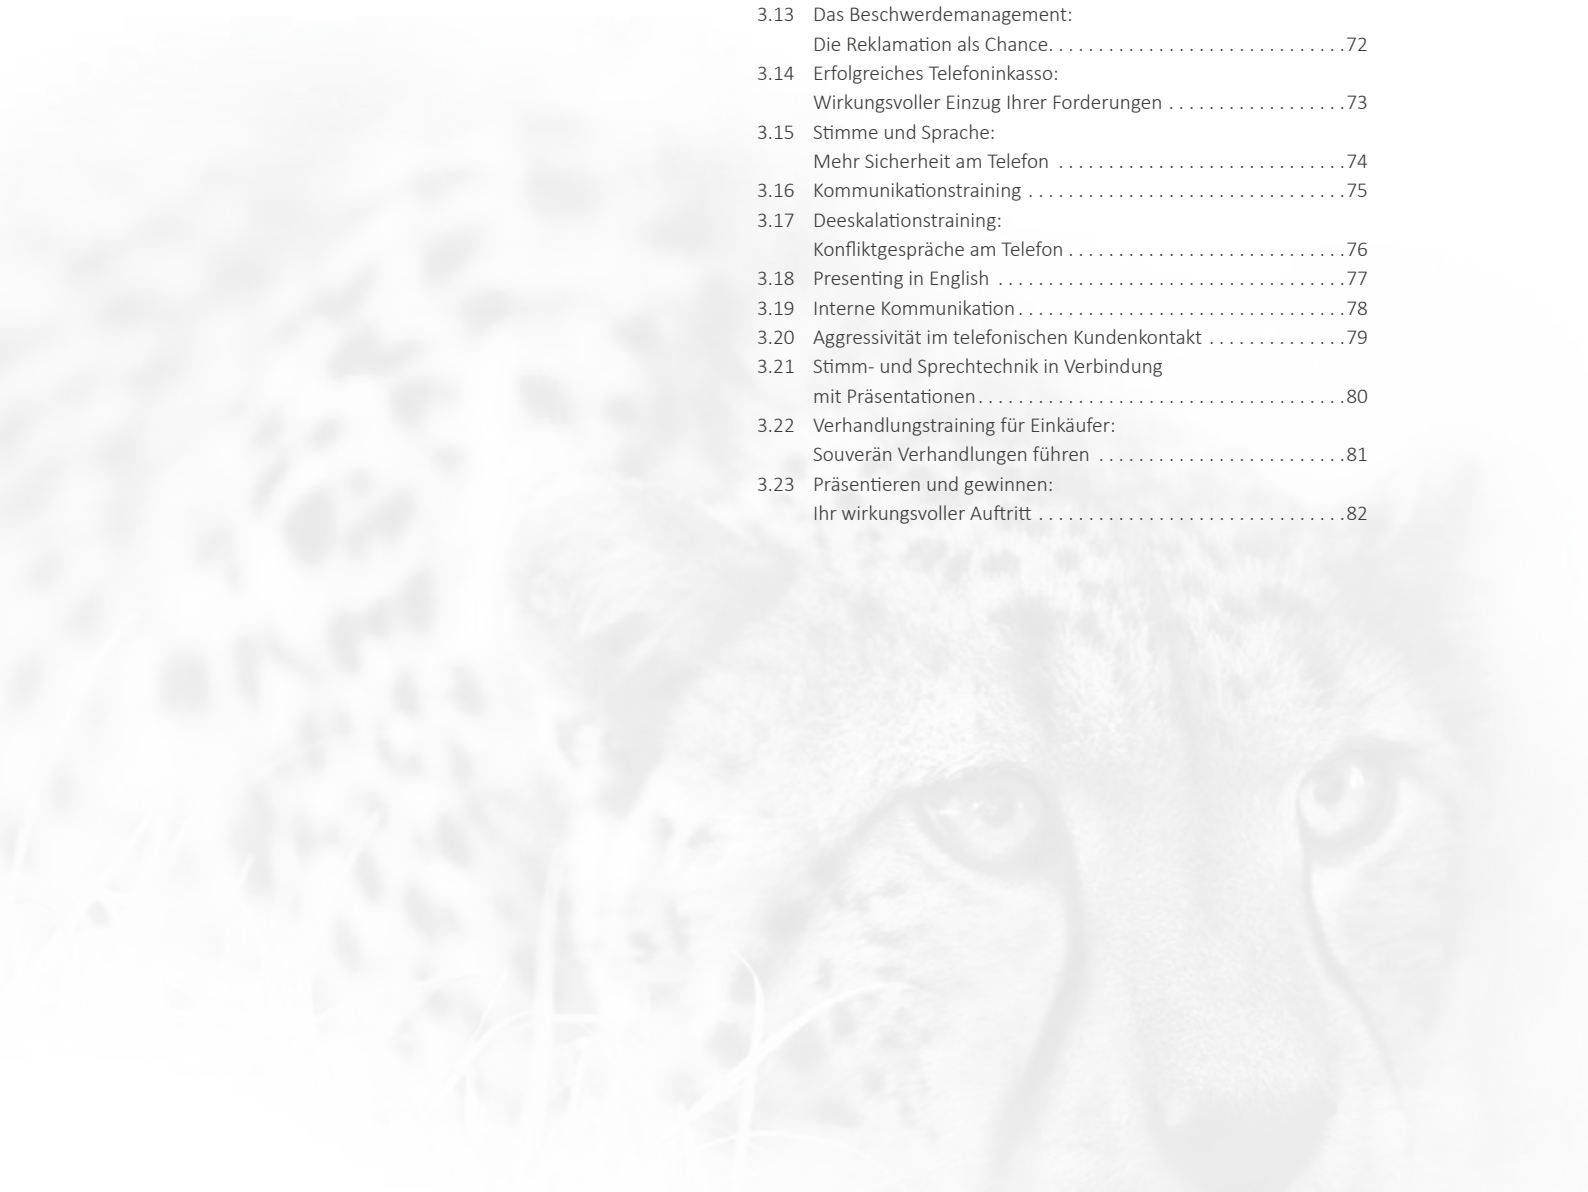 3.13 Das Beschwerdemanagement:
Die Reklamation als Chance. . . . . . . . . . . . . . . . . . . . . . . . . . . . . .72
3.14 Erfolgreiches Telefoninkasso:
Wirkungsvoller Einzug Ihrer Forderungen . . . . . . . . . . . . . . . . . .73
3.15 Stimme und Sprache:
Mehr Sicherheit am Telefon . . . . . . . . . . . . . . . . . . . . . . . . . . . . .74
3.16 Kommunikationstraining . . . . . . . . . . . . . . . . . . . . . . . . . . . . . . . .75
3.17 Deeskalationstraining:
Konfliktgespräche am Telefon . . . . . . . . . . . . . . . . . . . . . . . . . . . .76
3.18 Presenting in English . . . . . . . . . . . . . . . . . . . . . . . . . . . . . . . . . . .77
3.19 Interne Kommunikation . . . . . . . . . . . . . . . . . . . . . . . . . . . . . . . . .78
3.20 Aggressivität im telefonischen Kundenkontakt . . . . . . . . . . . . . .79
3.21 Stimm- und Sprechtechnik in Verbindung
mit Präsentationen . . . . . . . . . . . . . . . . . . . . . . . . . . . . . . . . . . . . .80
3.22 Verhandlungstraining für Einkäufer:
Souverän Verhandlungen führen . . . . . . . . . . . . . . . . . . . . . . . . .81
3.23 Präsentieren und gewinnen:
Ihr wirkungsvoller Auftritt . . . . . . . . . . . . . . . . . . . . . . . . . . . . . . .82